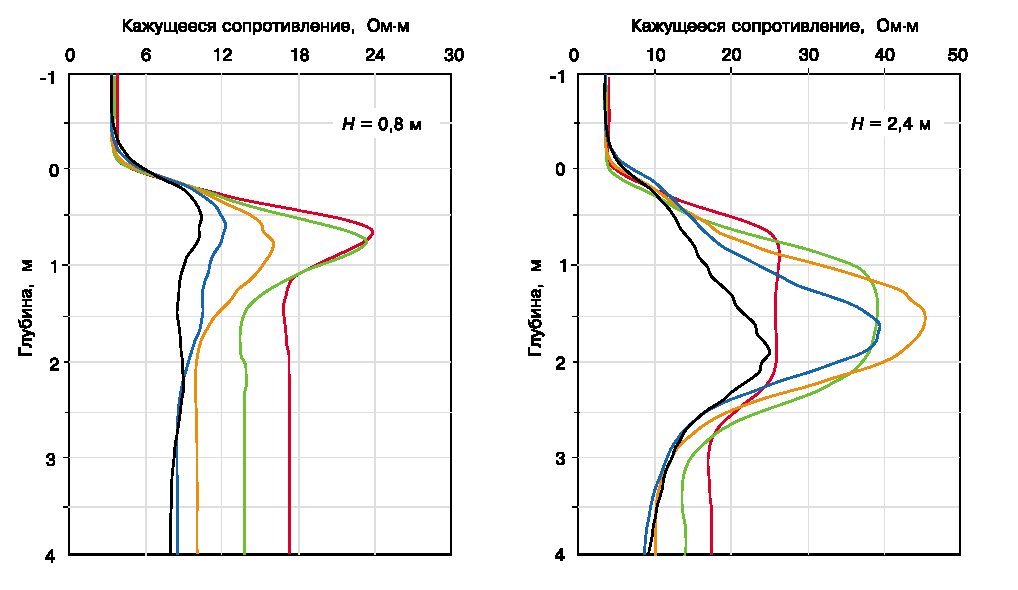 Кажущееся сопротивление, Ом·м
0 6 12 18 24 30
-1
H = 0,8 м
0
1
Глубина, м
2
3
4
Кажущееся сопротивление, Ом·м
0 10 20 30 40 50
-1
H = 2,4 м
0
1
Глубина, м
2
3
4